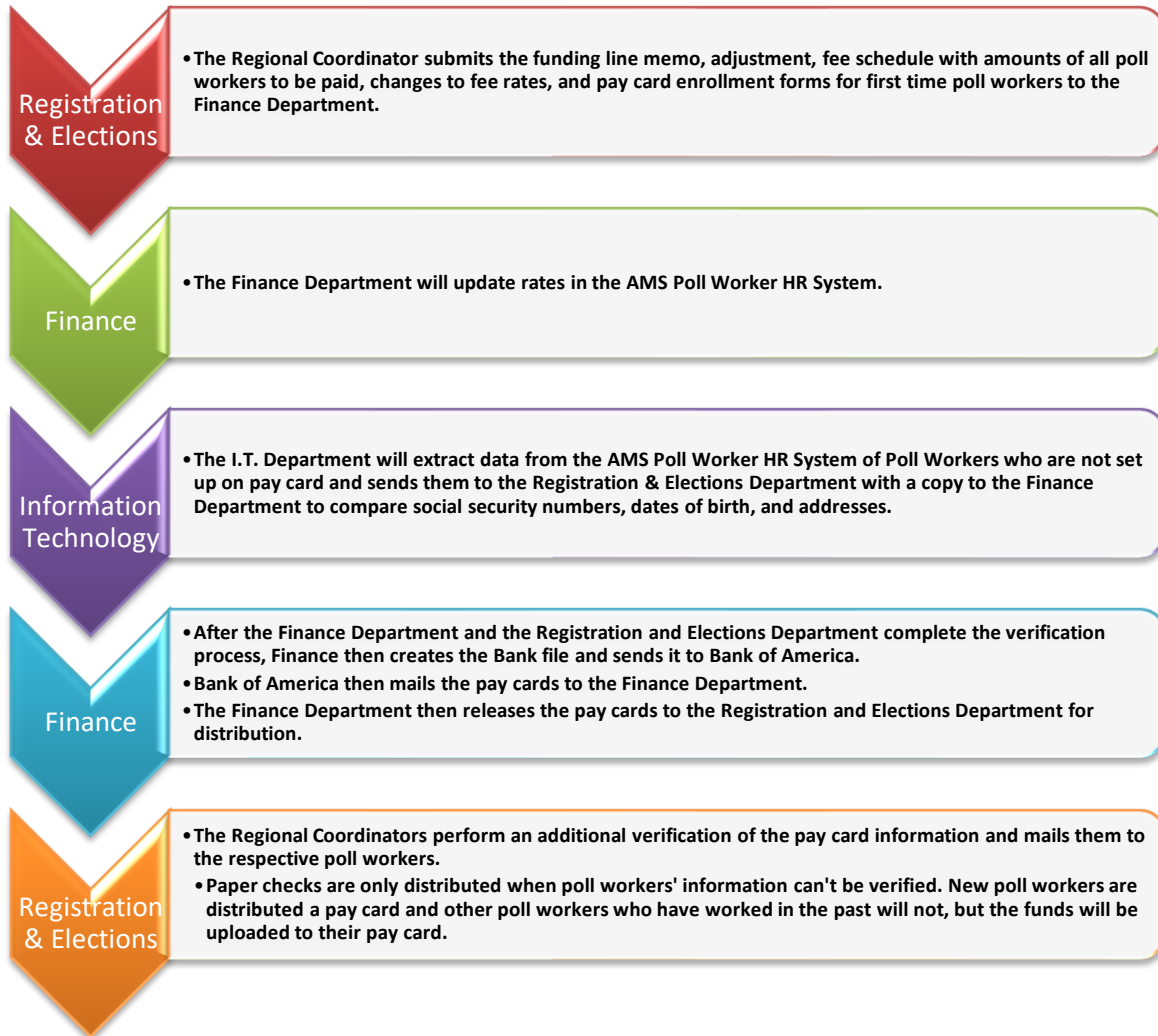 Registration
& Elections
•The Regional Coordinator submits the funding line memo, adjustment, fee schedule with amounts of all poll
workers to be paid, changes to fee rates, and pay card enrollment forms for first time poll workers to the
Finance Department.
Finance
•The Finance Department will update rates in the AMS Poll Worker HR System.
Information
Technology
•The I.T. Department will extract data from the AMS Poll Worker HR System of Poll Workers who are not set
up on pay card and sends them to the Registration & Elections Department with a copy to the Finance
Department to compare social security numbers, dates of birth, and addresses.
Finance
•After the Finance Department and the Registration and Elections Department complete the verification
process, Finance then creates the Bank file and sends it to Bank of America.
•Bank of America then mails the pay cards to the Finance Department.
•The Finance Department then releases the pay cards to the Registration and Elections Department for
distribution.
Registration
& Elections
•The Regional Coordinators perform an additional verification of the pay card information and mails them to
the respective poll workers.
•Paper checks are only distributed when poll workers' information can't be verified. New poll workers are
distributed a pay card and other poll workers who have worked in the past will not, but the funds will be
uploaded to their pay card.